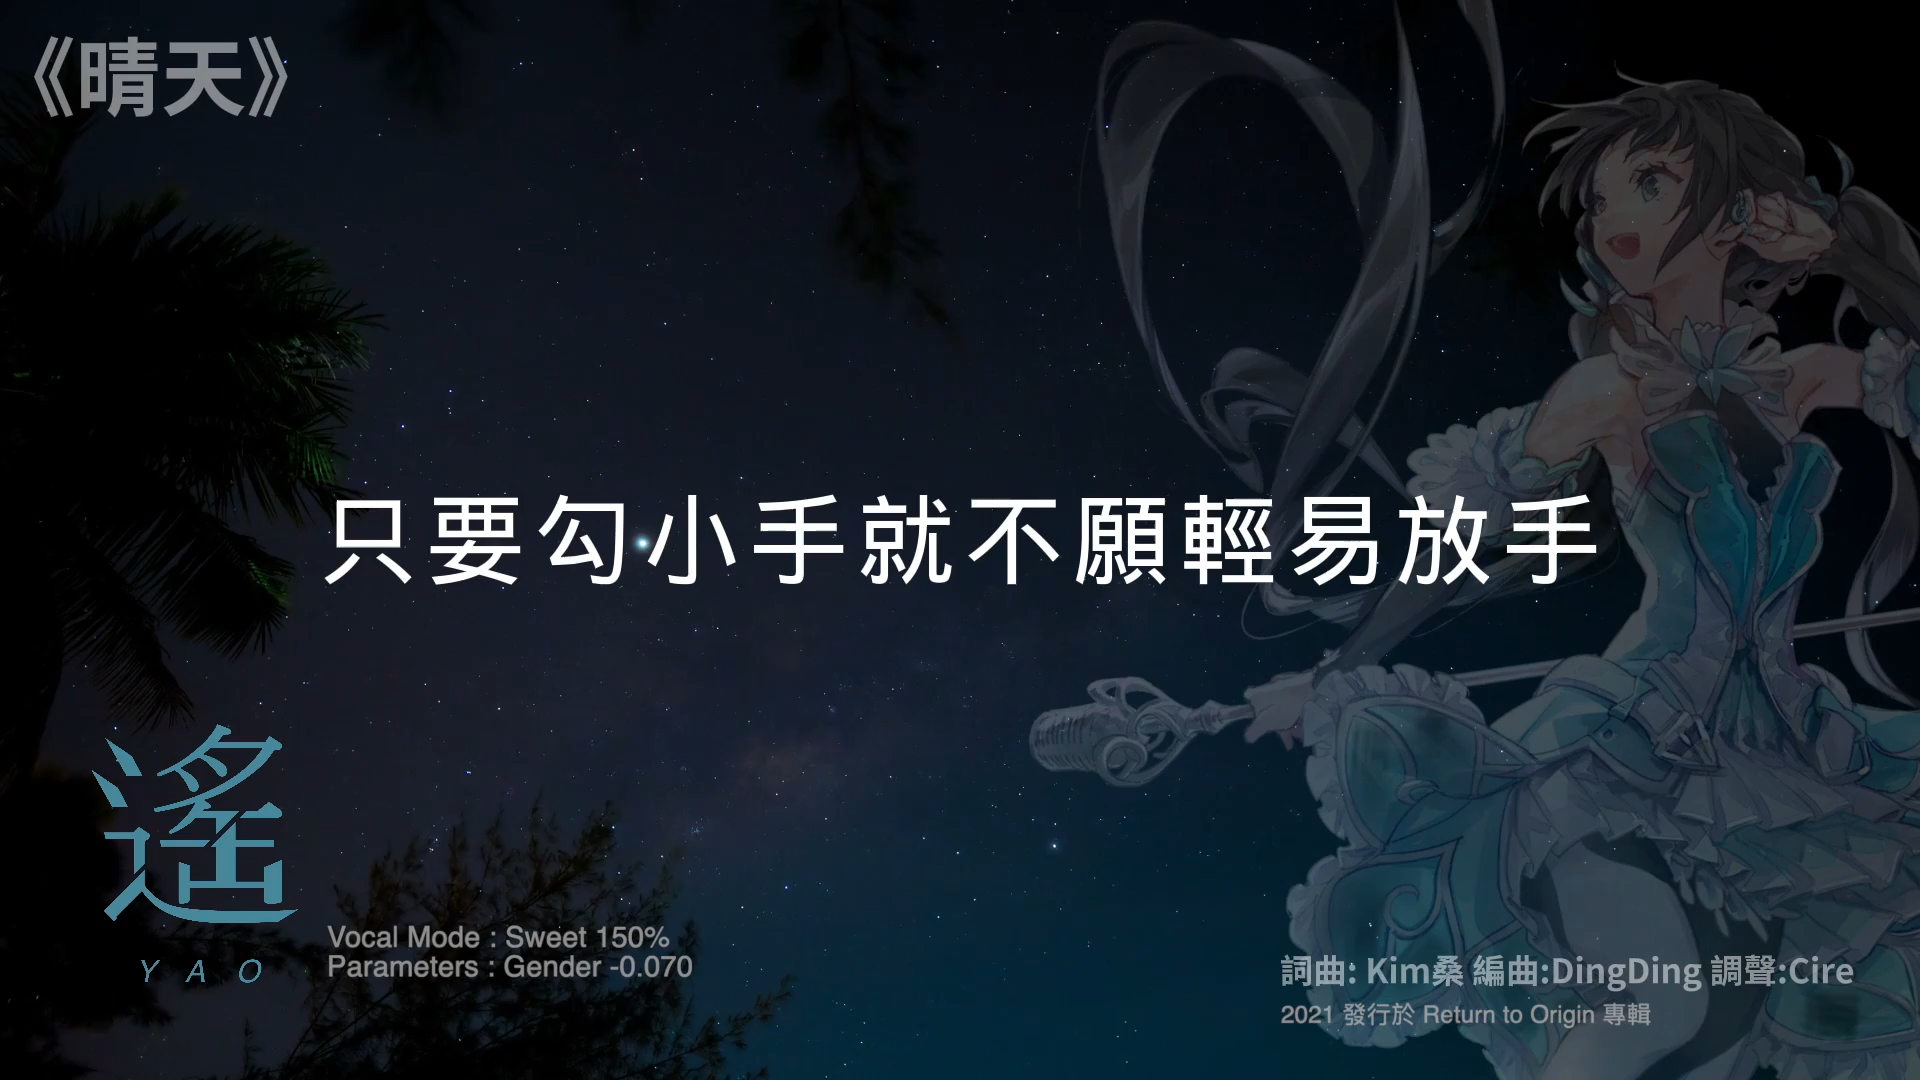 《晴天》
只要勾小手就不願輕易放手
遙
YAO
Vocal Mode : Sweet 150%
Parameters : Gender -0.070
詞曲: Kim桑 編曲:DingDing 調聲:Cire
2021 發行於 Return to Origin 專輯